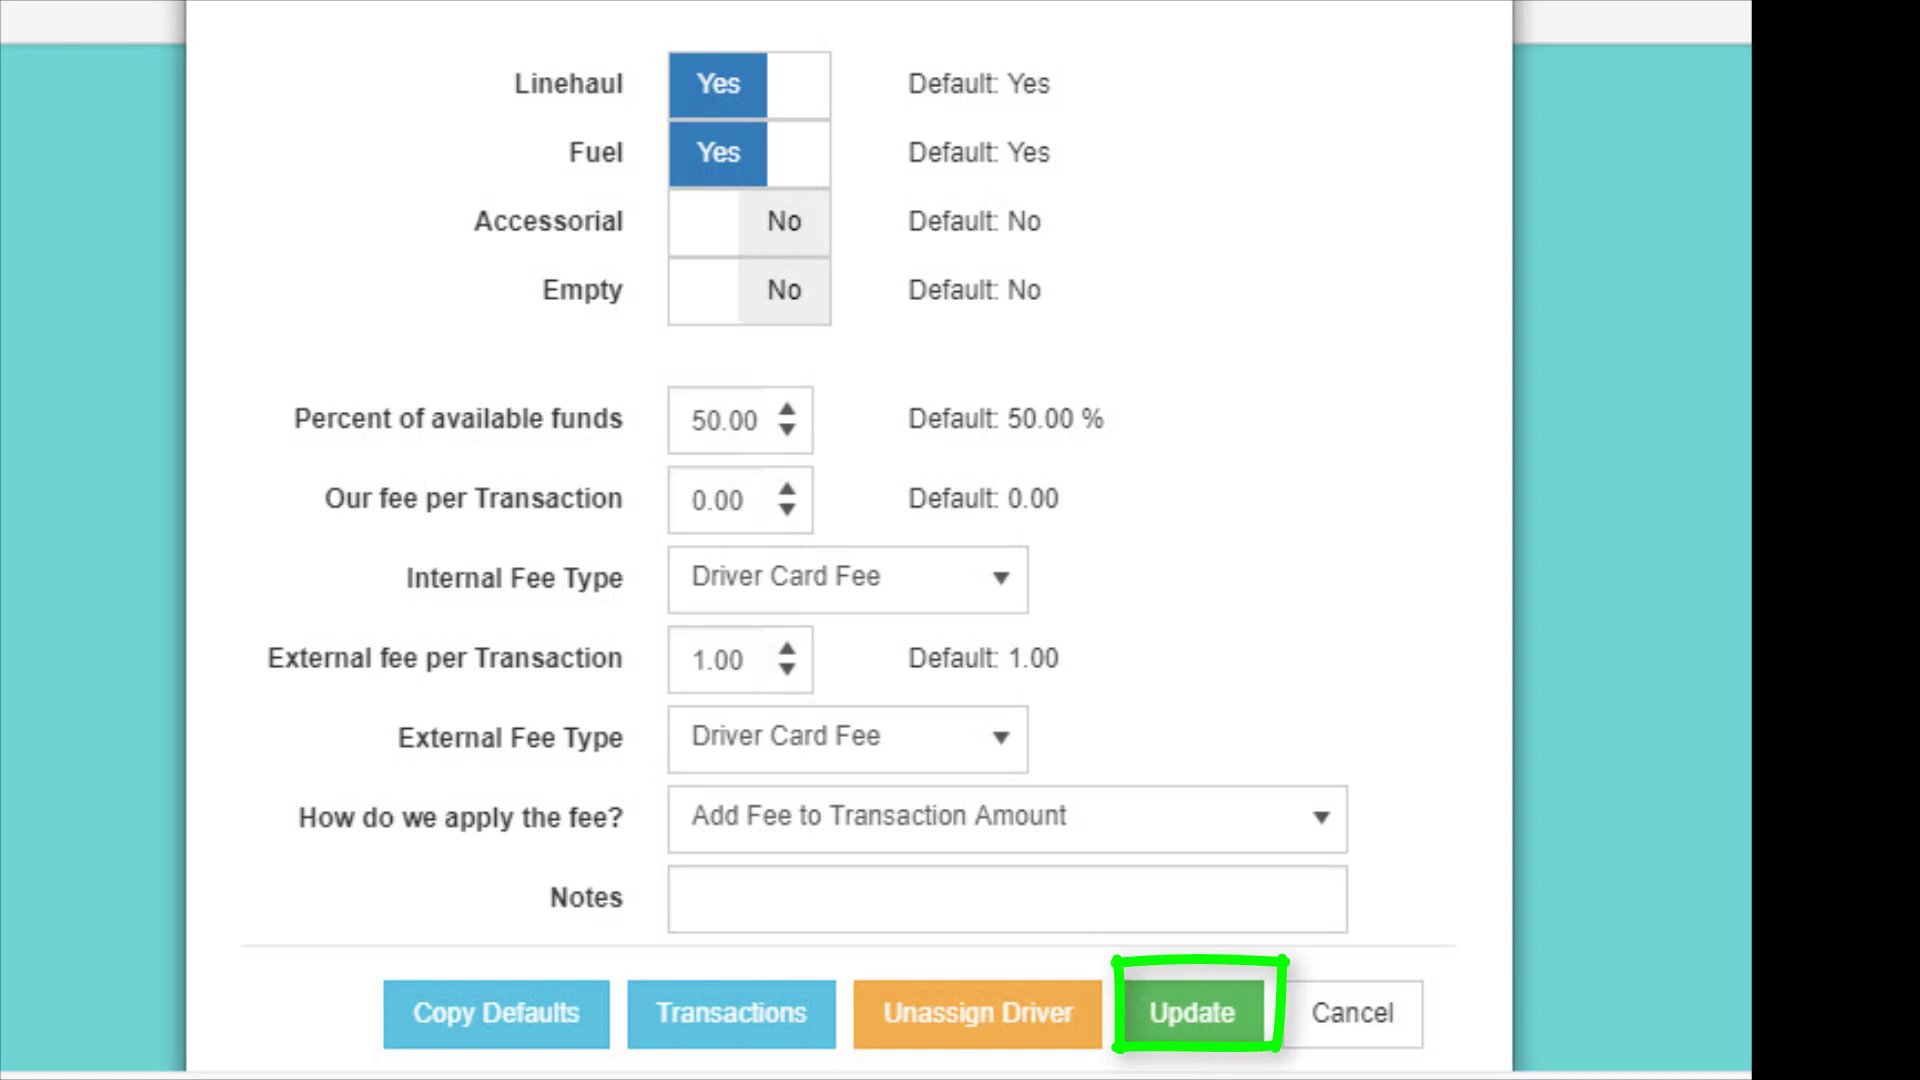 Linehaul Yes Default: Yes
Fuel Yes Default: Yes
Accessorial No Default: No
Empty No Default: No
Percent of available funds 50.00 Default: 50.00 %
Our fee per Transaction 0.00 Default: 0.00
Internal Fee Type Driver Card Fee
External fee per Transaction 1.00 Default: 1.00
External Fee Type Driver Card Fee
How do we apply the fee? Add Fee to Transaction Amount
Notes
Copy Defaults Transactions Unassign Driver Update Cancel